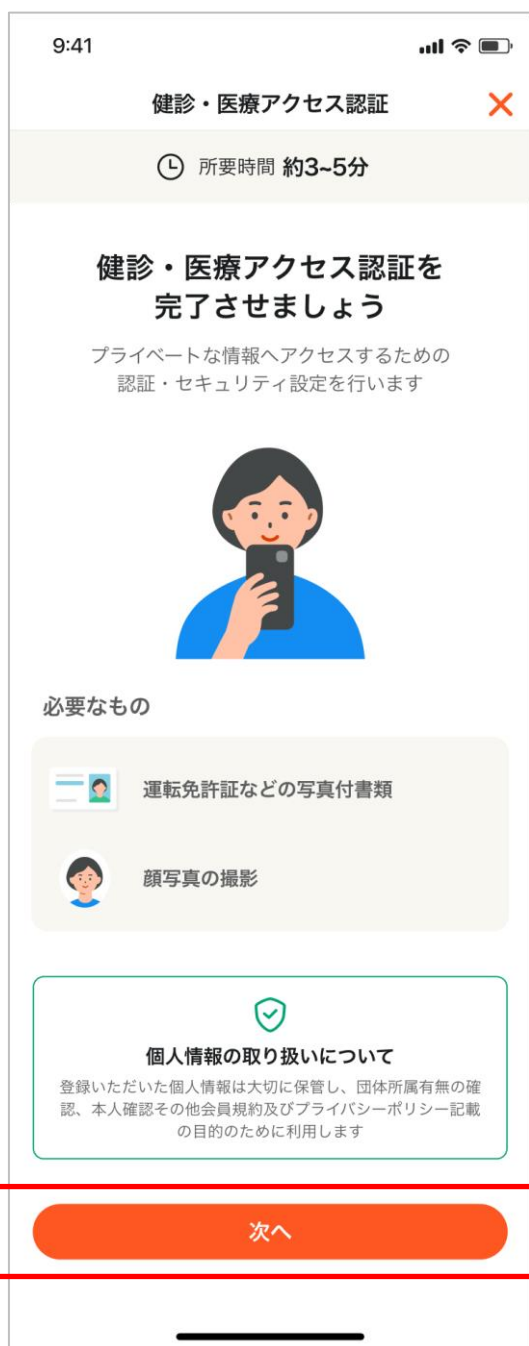 9:41
健診・医療アクセス認証
所要時間 約3~5分
健診・医療アクセス認証を
完了させましょう
プライベートな情報へアクセスするための
認証・セキュリティ設定を行います
必要なもの
運転免許証などの写真付書類
顔写真の撮影
個人情報の取り扱いについて
登録いただいた個人情報は大切に保管し、団体所属有無の確
認、本人確認その他会員規約及びプライバシーポリシー記載
の目的のために利用します
次へ